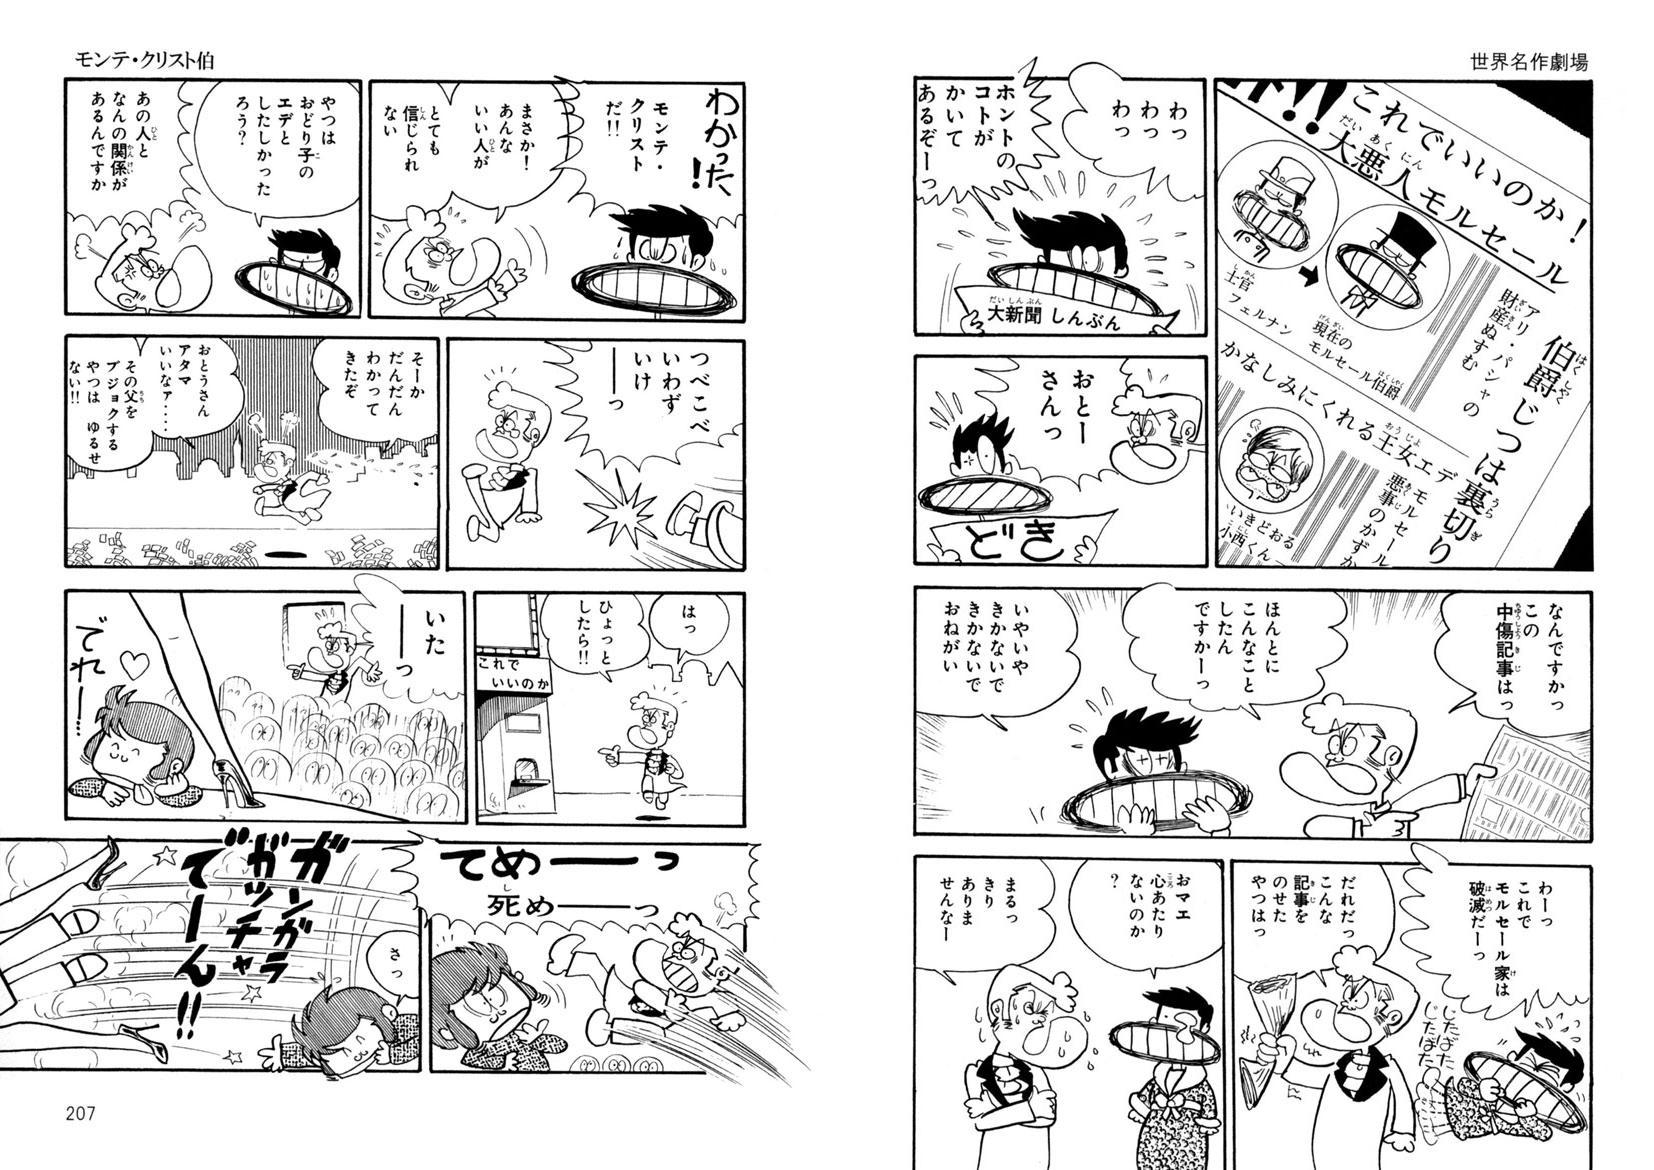 世界名作劇場
!!!
これでいいのか!
大悪人モルセール
伯爵じつは裏切り
アリ・パシャの
財産ぬすむ
士官
フェルナン
現在の
モルセール伯爵
かなしみにくれる王女エデ
モルセール
悪事のかずか
いきどおる
小西くん
わっ
わっ
わっ
ホントの
コトが
かいて
あるぞーっ
大新聞 しんぶん
おとー
さんっ
どき
なんですかっ
この
中傷記事はっ
ほんとに
こんなこと
したん
ですかーっ
いやいや
きかないで
きかないで
おねがい
わーっ
これで
モルセール家は
破滅だーっ
じたばた
じたばた
だれだっ
こんな
記事を
のせた
やつはっ
おマエ
心あたり
ないのか
?
まるっ
きり
ありま
せんなー
モンテ・クリスト伯
わかった!
モンテ・
クリスト
だ!!
まさか!
あんな
いい人が
とても
信じられ
ない
やつは
おどり子の
エデと
したしかった
ろう?
あの人と
なんの関係が
あるんですか
つべこべ
いわず
いけ
ーっ
そーか
だんだん
わかって
きたぞ
おとうさん
アタマ
いいなァ‥‥
その父を
ブジョクする
やつは ゆるせ
ない!!
はっ
ひょっと
したら!!
これで
いいのか
いた
ーっ
でれー…
てめーーっ
死めーーっ
さっ
ガンガラ
ガッチャ
でーん!!
207